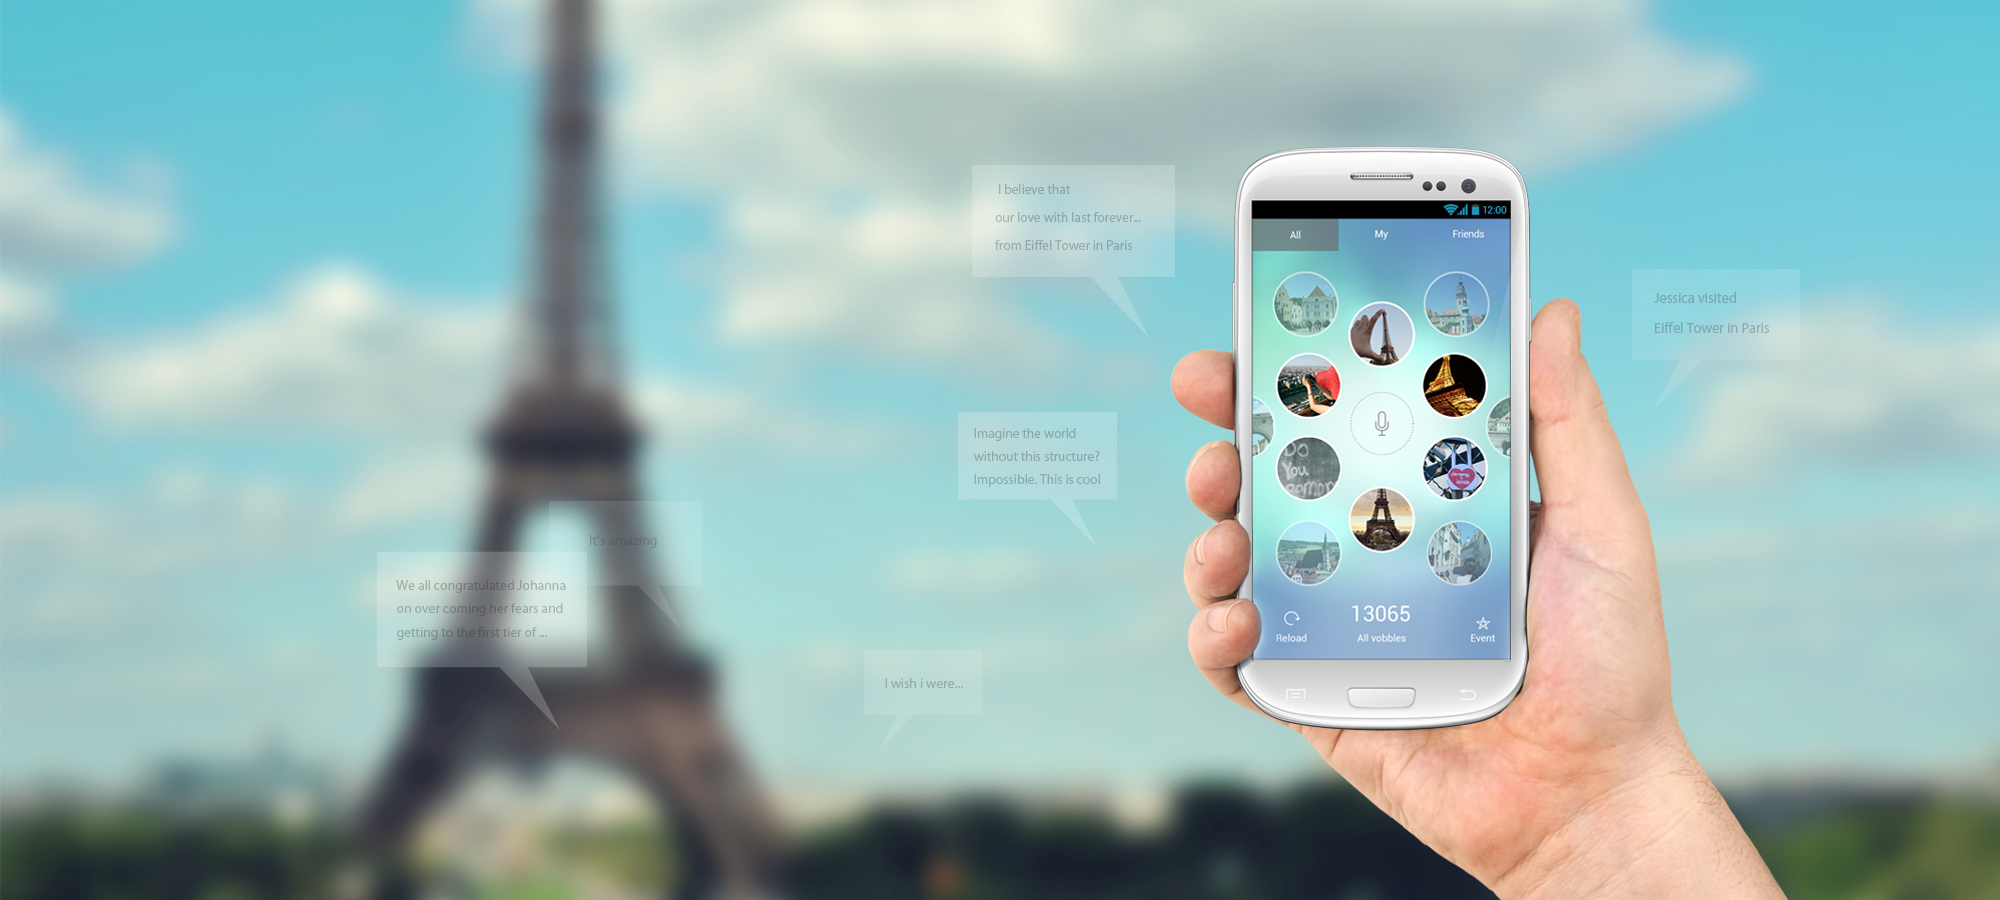 I believe that
our love with last forever...
from Eiffel Tower in Paris
Jessica visited
Eiffel Tower in Paris
Imagine the world
without this structure?
Impossible. This is cool
It's amazing
We all congratulated Johanna
on over coming her fears and
getting to the first tier of ...
I wish i were...
12:00
All
My
Friends
DO
You
Reload
13065
All vobbles
Event